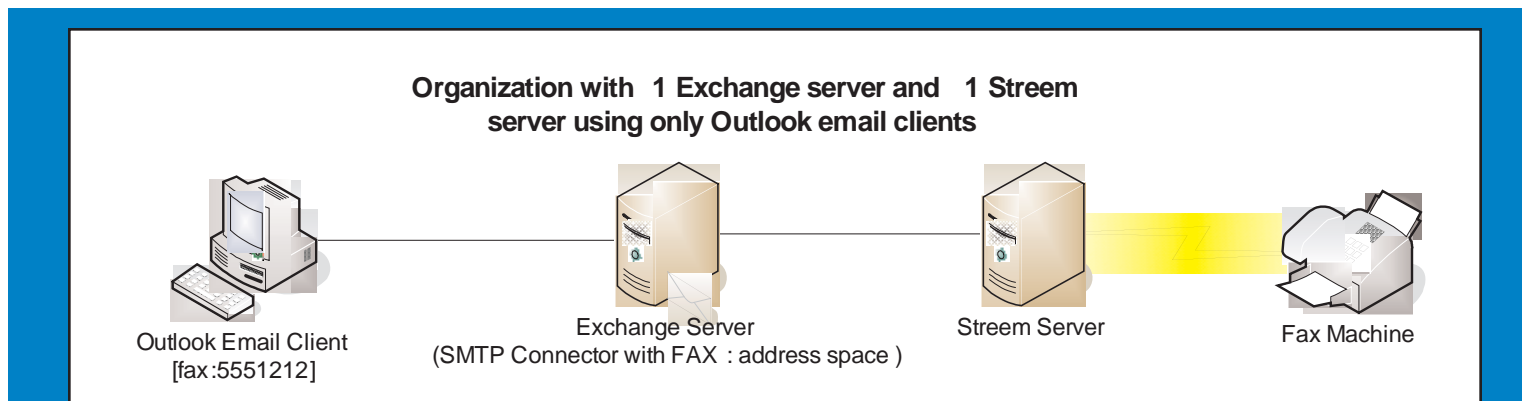 Organization with 1 Exchange server and 1 Streem
server using only Outlook email clients
Outlook Email Client
[fax:5551212]
Exchange Server
(SMTP Connector with FAX : address space )
Streem Server
Fax Machine